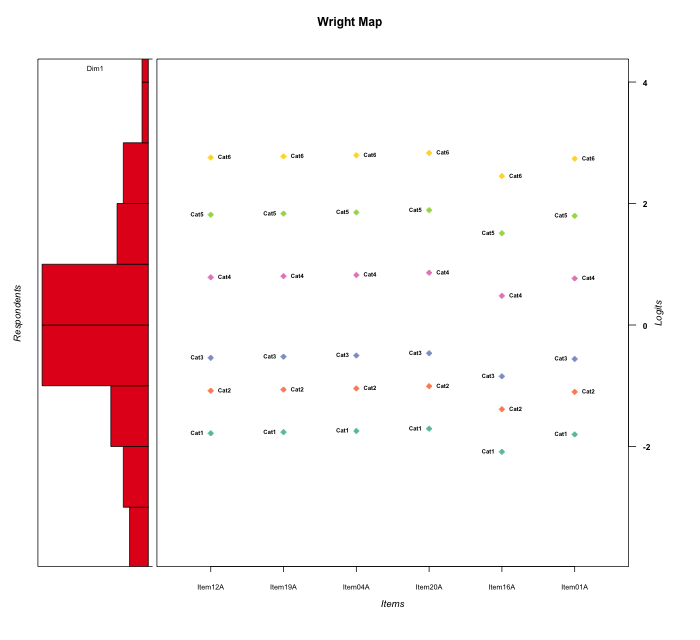 Wright Map
Dim1
4
Cat6 Cat6 Cat6 Cat6 Cat6 Cat6
2
Cat5 Cat5 Cat5 Cat5 Cat5 Cat5
Cat4 Cat4 Cat4 Cat4 Cat4 Cat4
Respondents
0
Logits
Cat3 Cat3 Cat3 Cat3 Cat3 Cat3
Cat2 Cat2 Cat2 Cat2 Cat2 Cat2
Cat1 Cat1 Cat1 Cat1 Cat1 Cat1
-2
Item12A Item19A Item04A Item20A Item16A Item01A
Items